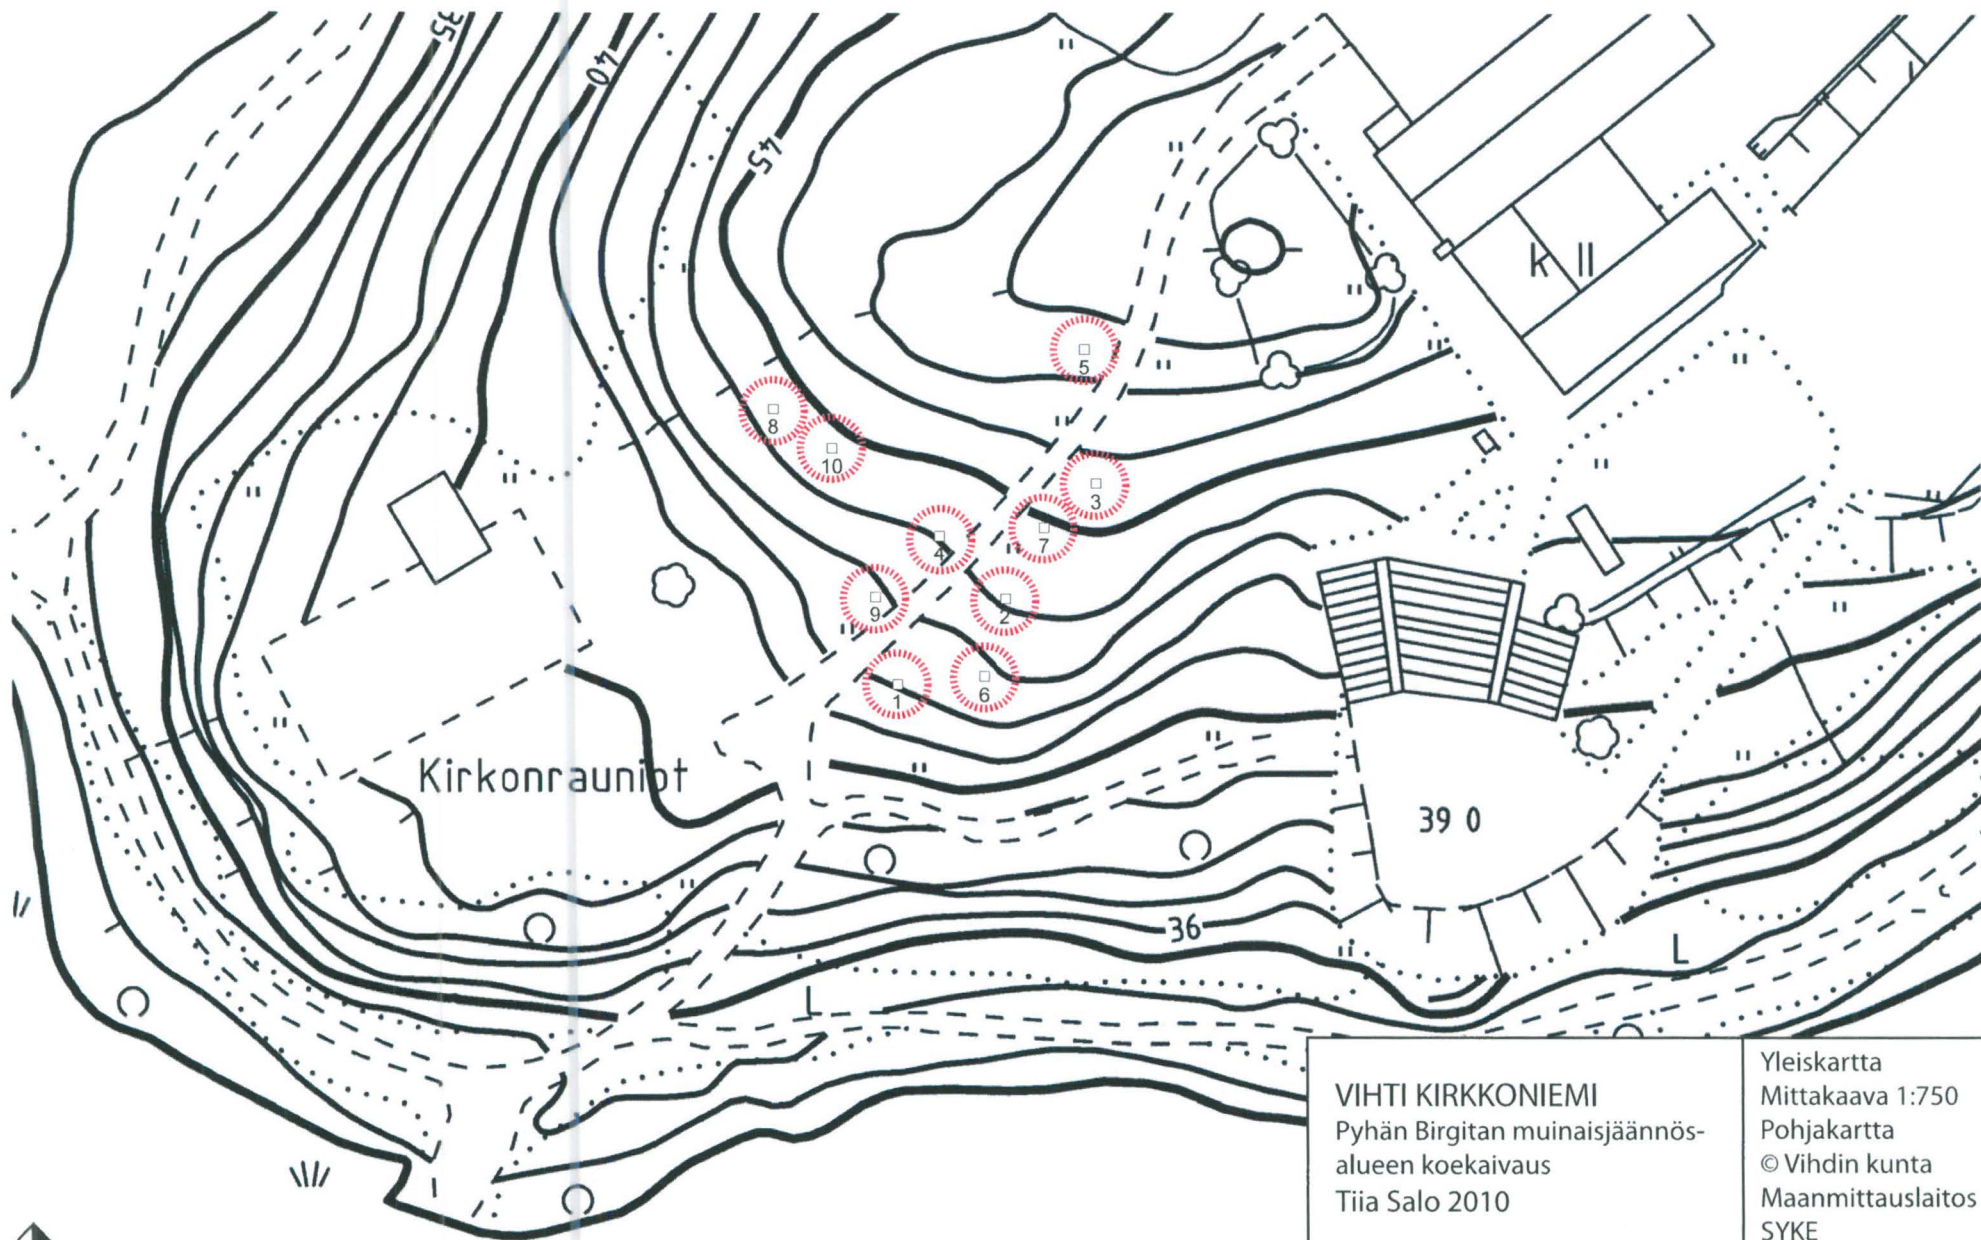 35
40
45
k II
5
8
10
3
4
7
9
2
1
6
Kirkonrauniot
39 0
36
L
L
VIHTI KIRKKONIEMI
Pyhän Birgitan muinaisjäännös-
alueen koekaivaus
Tiia Salo 2010
Yleiskartta
Mittakaava 1:750
Pohjakartta
© Vihdin kunta
Maanmittauslaitos
SYKE